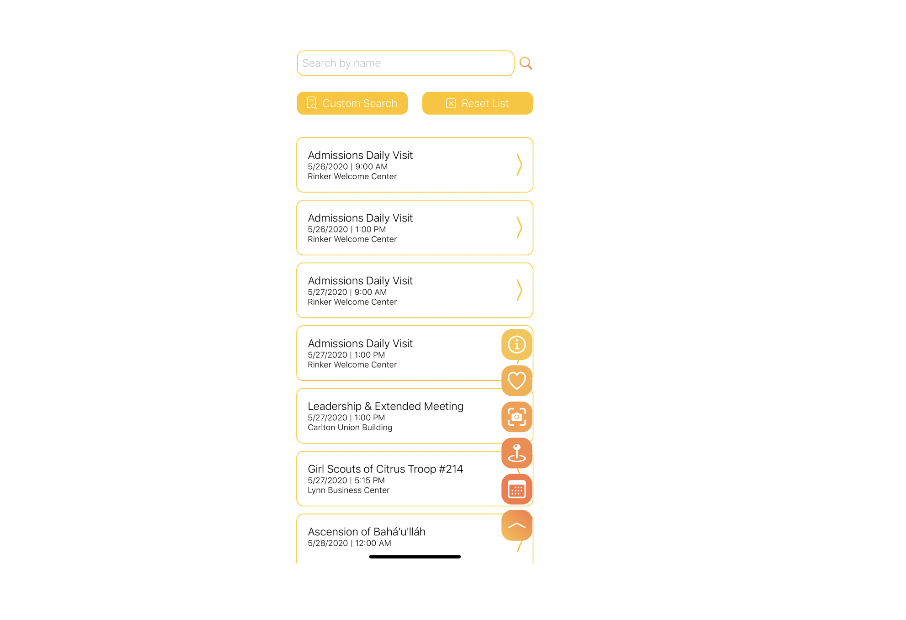 Search by name
Custom Search
Reset List
Admissions Daily Visit
5/26/2020 | 9:00 AM
Rinker Welcome Center
Admissions Daily Visit
5/26/2020 | 1:00 PM
Rinker Welcome Center
Admissions Daily Visit
5/27/2020 | 9:00 AM
Rinker Welcome Center
Admissions Daily Visit
5/27/2020 | 1:00 PM
Rinker Welcome Center
Leadership & Extended Meeting
5/27/2020 | 1:00 PM
Carlton Union Building
Girl Scouts of Citrus Troop #214
5/27/2020 | 5:15 PM
Lynn Business Center
Ascension of Bahá'u'lláh
5/28/2020 | 12:00 AM